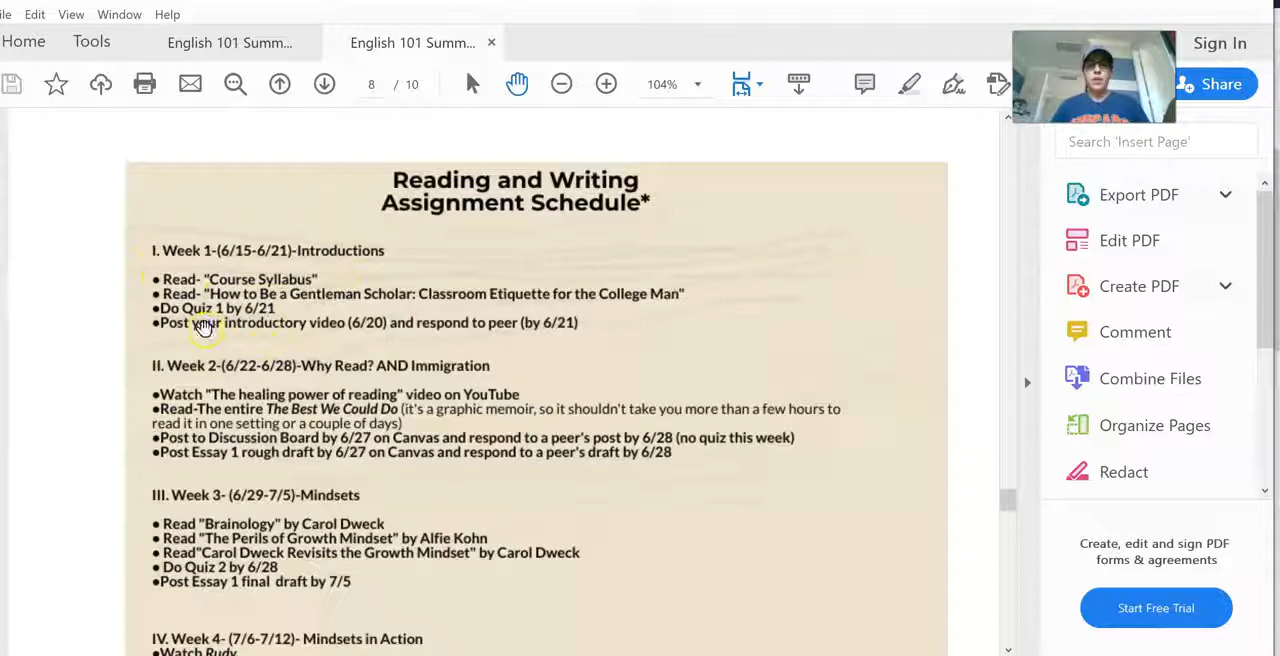 ile Edit View Window Help
Home Tools English 101 Summ... English 101 Summ... × Sign In
8 / 10 104% Share
Search 'Insert Page'
Export PDF
Edit PDF
Create PDF
Comment
Combine Files
Organize Pages
Redact
Create, edit and sign PDF
forms & agreements
Start Free Trial
Reading and Writing
Assignment Schedule*
I. Week 1-(6/15-6/21)-Introductions
● Read- "Course Syllabus"
● Read- "How to Be a Gentleman Scholar: Classroom Etiquette for the College Man"
●Do Quiz 1 by 6/21
●Post your introductory video (6/20) and respond to peer (by 6/21)
II. Week 2-(6/22-6/28)-Why Read? AND Immigration
●Watch "The healing power of reading" video on YouTube
●Read-The entire The Best We Could Do (it's a graphic memoir, so it shouldn't take you more than a few hours to
read it in one setting or a couple of days)
●Post to Discussion Board by 6/27 on Canvas and respond to a peer's post by 6/28 (no quiz this week)
●Post Essay 1 rough draft by 6/27 on Canvas and respond to a peer's draft by 6/28
III. Week 3- (6/29-7/5)-Mindsets
● Read "Brainology" by Carol Dweck
● Read "The Perils of Growth Mindset" by Alfie Kohn
● Read"Carol Dweck Revisits the Growth Mindset" by Carol Dweck
● Do Quiz 2 by 6/28
●Post Essay 1 final draft by 7/5
IV. Week 4- (7/6-7/12)- Mindsets in Action
●Watch Rudy